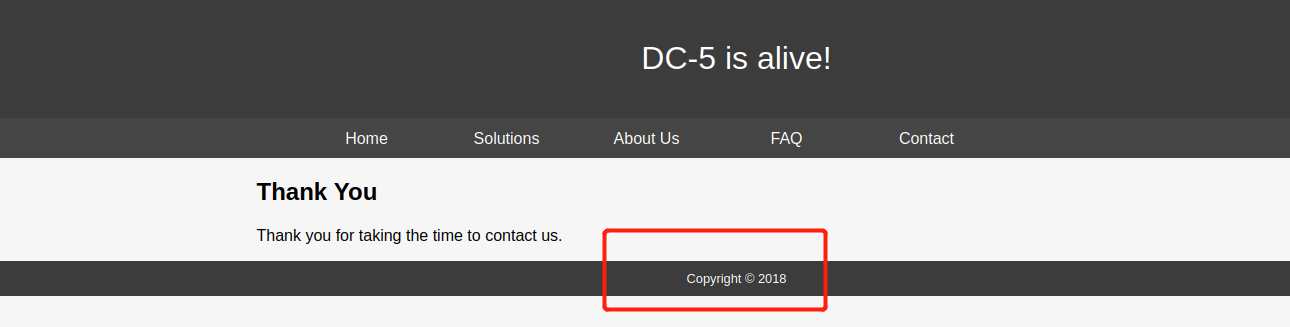 DC-5 is alive!
Home Solutions About Us FAQ Contact
Thank You
Thank you for taking the time to contact us.
Copyright © 2018